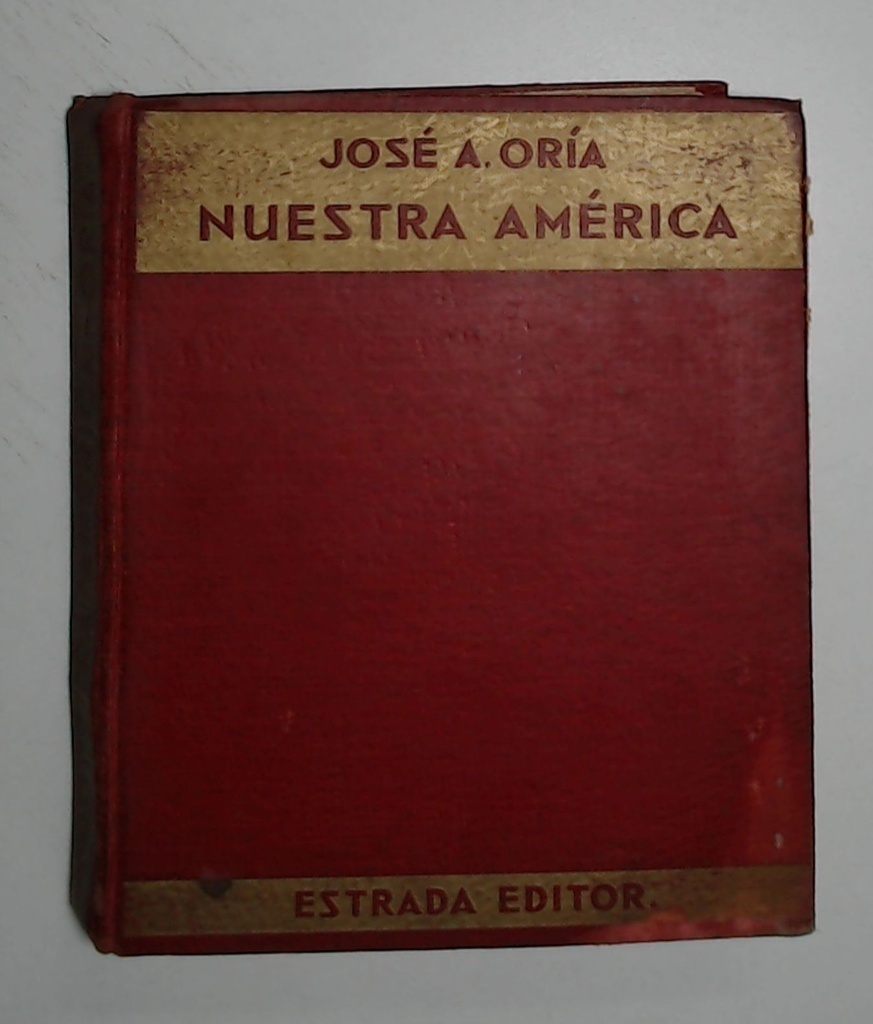 JOSÉ A. ORÍA
NUESTRA AMÉRICA
ESTRADA EDITOR.